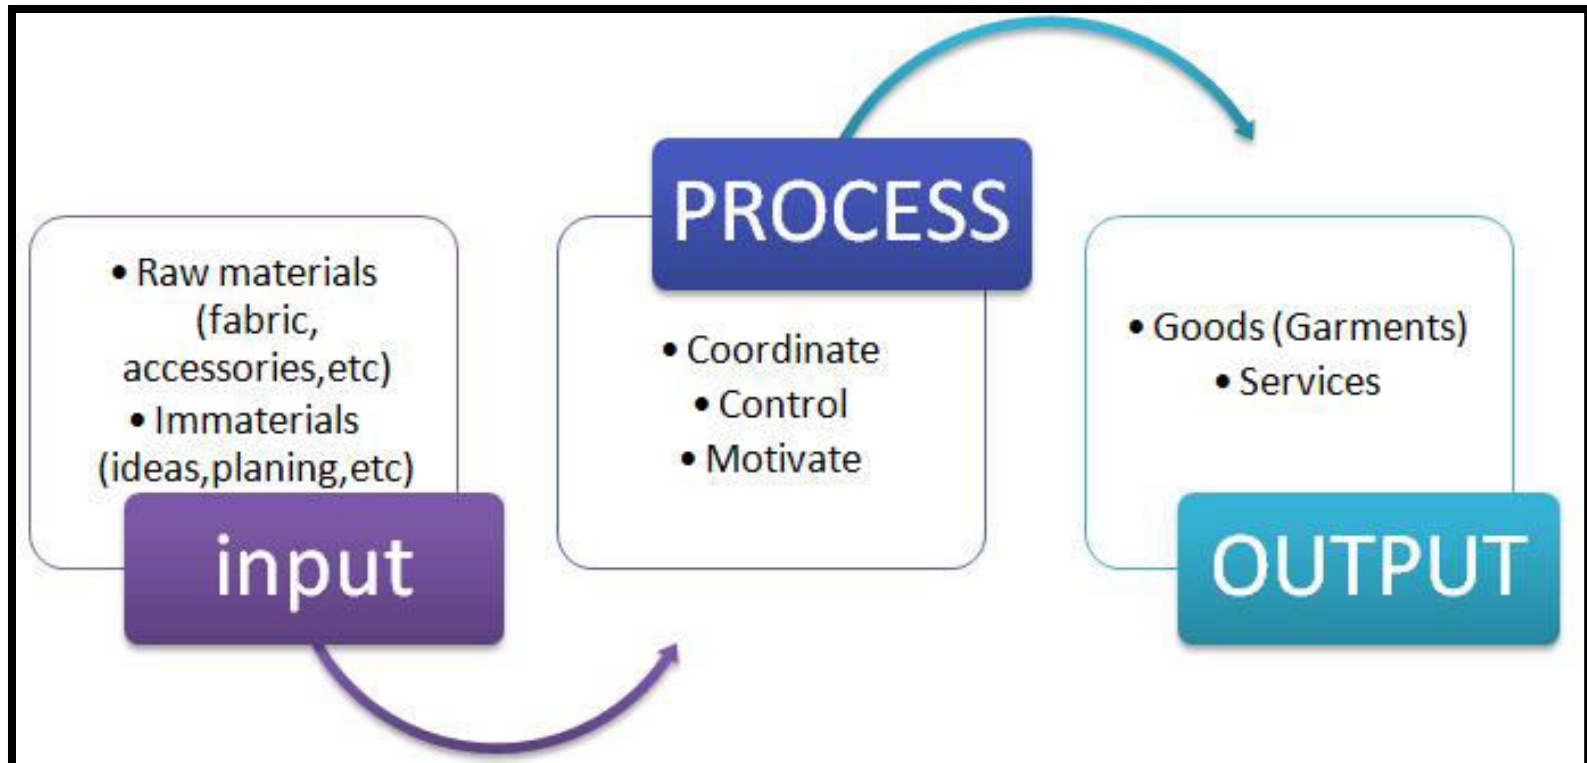 • Raw materials
(fabric,
accessories,etc)
• Immaterials
(ideas,planing,etc)
input
PROCESS
• Coordinate
• Control
• Motivate
• Goods (Garments)
• Services
OUTPUT